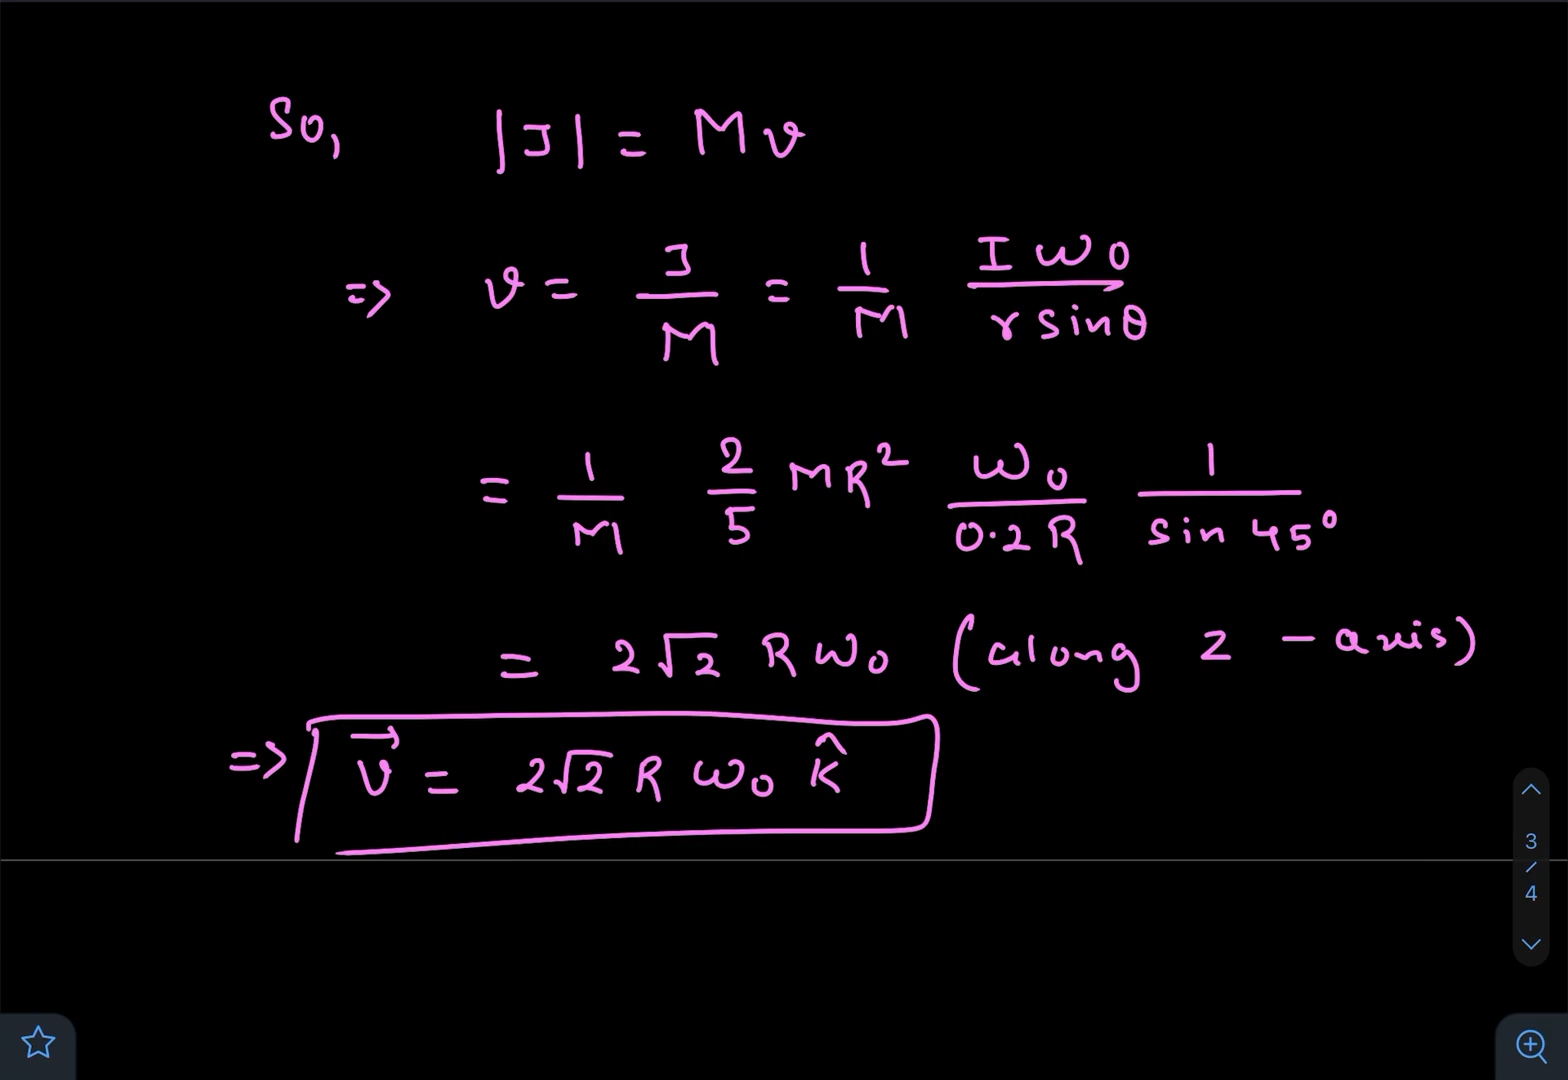 So, |J| = Mv
=> v = J/M = 1/M Iω0/r sinθ
= 1/M 2/5 MR² ω0/0.2R 1/sin 45°
= 2√2 Rω0 (along z - axis)
=> v⃗ = 2√2 R ω0 k̂
3
/
4